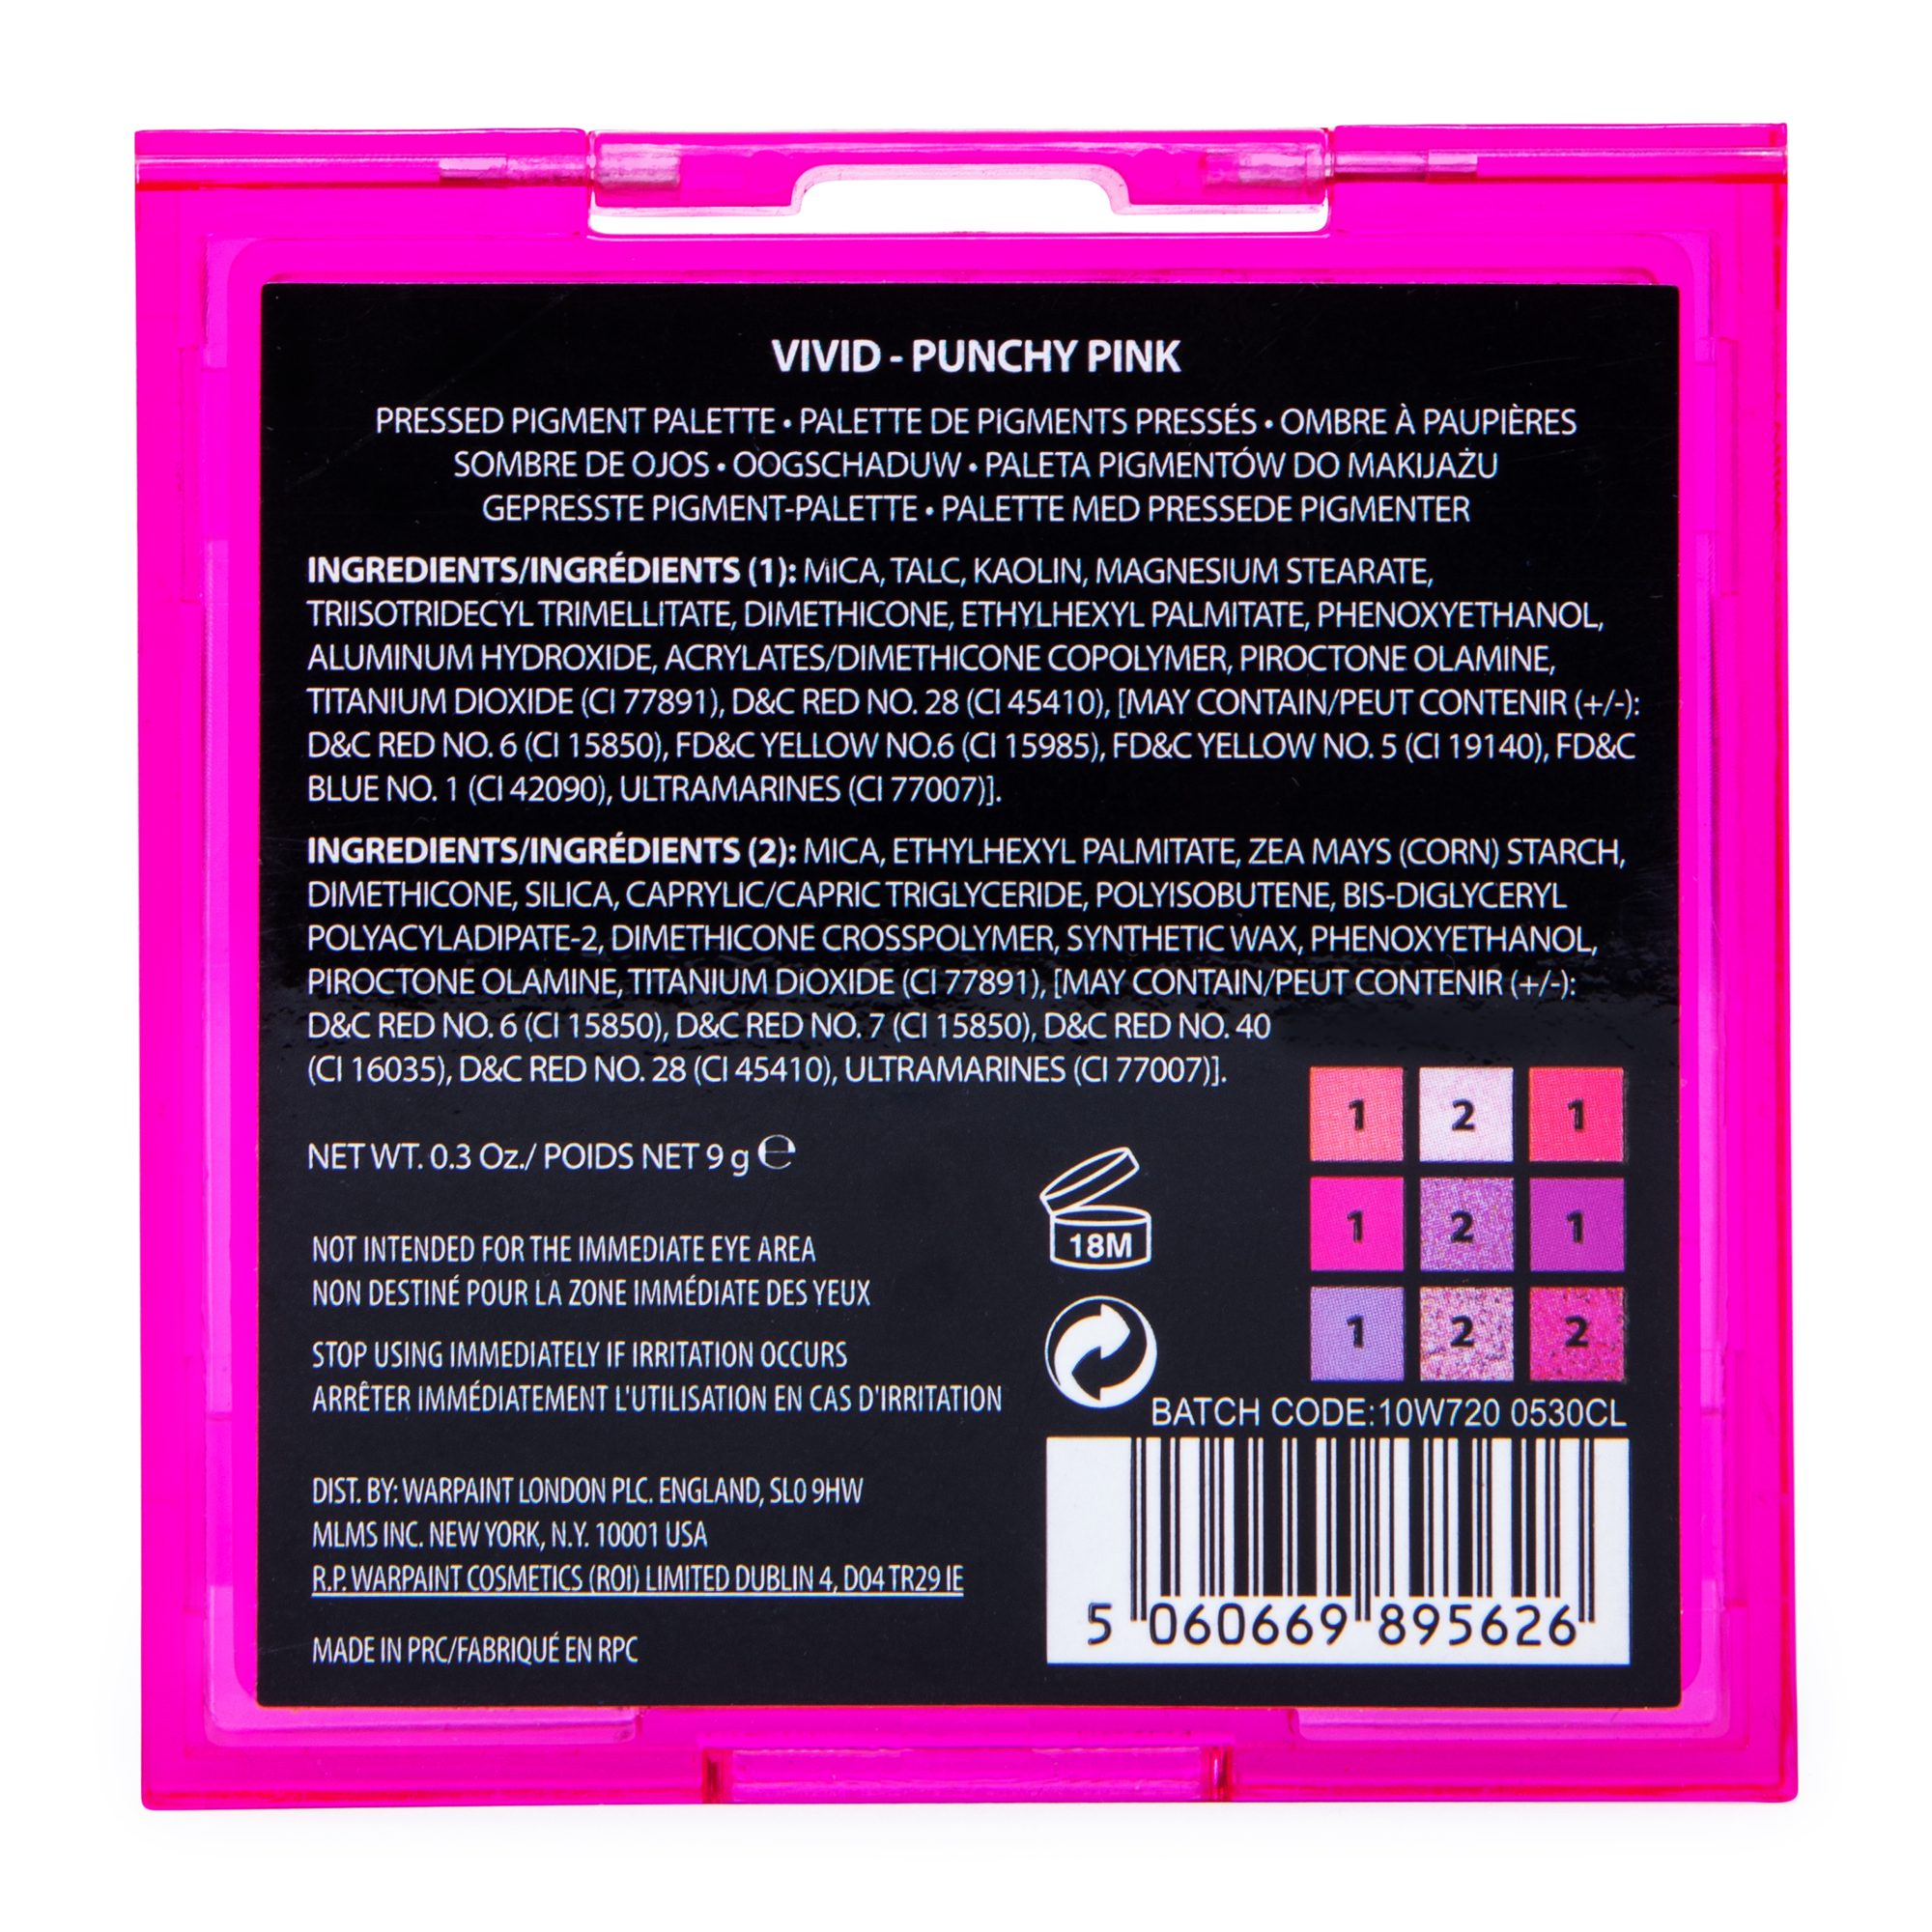 VIVID - PUNCHY PINK
PRESSED PIGMENT PALETTE • PALETTE DE PIGMENTS PRESSÉS • OMBRE À PAUPIÈRES
SOMBRE DE OJOS • OOGSCHADUW • PALETA PIGMENTÓW DO MAKIJAŻU
GEPRESSTE PIGMENT-PALETTE • PALETTE MED PRESSEDE PIGMENTER
INGREDIENTS/INGRÉDIENTS (1): MICA, TALC, KAOLIN, MAGNESIUM STEARATE,
TRIISOTRIDECYL TRIMELLITATE, DIMETHICONE, ETHYLHEXYL PALMITATE, PHENOXYETHANOL,
ALUMINUM HYDROXIDE, ACRYLATES/DIMETHICONE COPOLYMER, PIROCTONE OLAMINE,
TITANIUM DIOXIDE (CI 77891), D&C RED NO. 28 (CI 45410), [MAY CONTAIN/PEUT CONTENIR (+/-):
D&C RED NO. 6 (CI 15850), FD&C YELLOW NO.6 (CI 15985), FD&C YELLOW NO. 5 (CI 19140), FD&C
BLUE NO. 1 (CI 42090), ULTRAMARINES (CI 77007)].
INGREDIENTS/INGRÉDIENTS (2): MICA, ETHYLHEXYL PALMITATE, ZEA MAYS (CORN) STARCH,
DIMETHICONE, SILICA, CAPRYLIC/CAPRIC TRIGLYCERIDE, POLYISOBUTENE, BIS-DIGLYCERYL
POLYACYLADIPATE-2, DIMETHICONE CROSSPOLYMER, SYNTHETIC WAX, PHENOXYETHANOL,
PIROCTONE OLAMINE, TITANIUM DIOXIDE (CI 77891), [MAY CONTAIN/PEUT CONTENIR (+/-):
D&C RED NO. 6 (CI 15850), D&C RED NO. 7 (CI 15850), D&C RED NO. 40
(CI 16035), D&C RED NO. 28 (CI 45410), ULTRAMARINES (CI 77007)].
NET WT. 0.3 Oz./ POIDS NET 9 g ℮
NOT INTENDED FOR THE IMMEDIATE EYE AREA
NON DESTINÉ POUR LA ZONE IMMÉDIATE DES YEUX
STOP USING IMMEDIATELY IF IRRITATION OCCURS
ARRÊTER IMMÉDIATEMENT L'UTILISATION EN CAS D'IRRITATION
DIST. BY: WARPAINT LONDON PLC. ENGLAND, SL0 9HW
MLMS INC. NEW YORK, N.Y. 10001 USA
R.P. WARPAINT COSMETICS (ROI) LIMITED DUBLIN 4, D04 TR29 IE
MADE IN PRC/FABRIQUÉ EN RPC
18M
1 2 1
1 2 1
1 2 2
BATCH CODE:10W720 0530CL
5 060669 895626